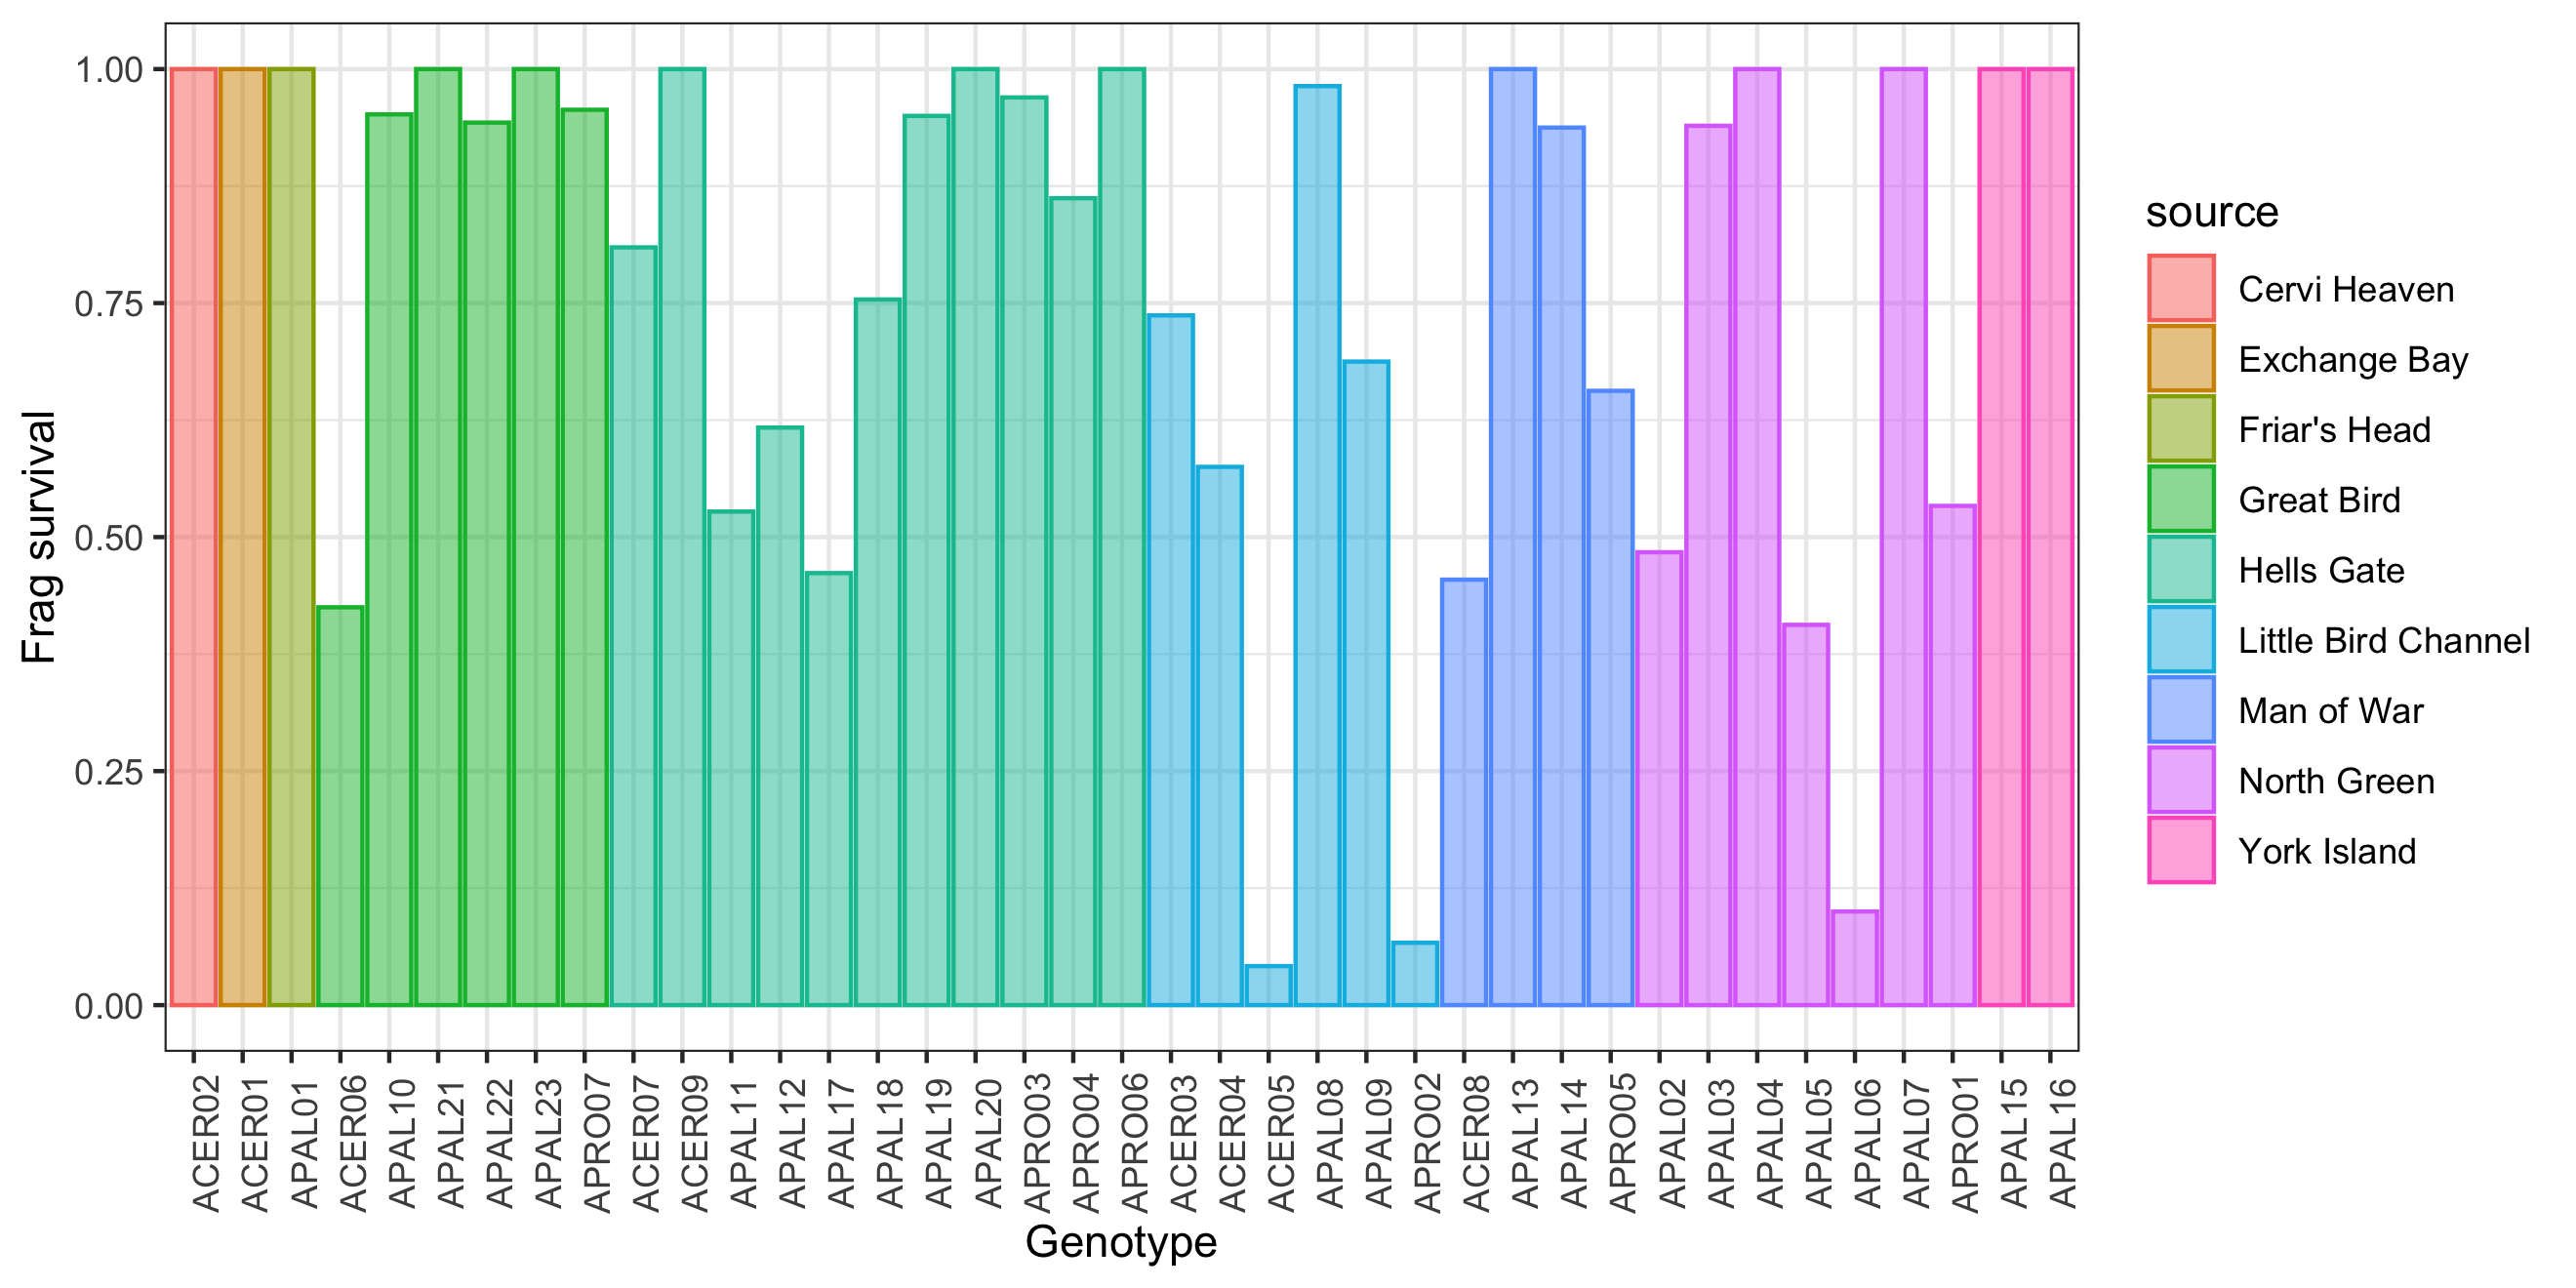 Frag survival
1.00
0.75
0.50
0.25
0.00
ACER02
ACER01
APAL01
ACER06
APAL10
APAL21
APAL22
APAL23
APRO07
ACER07
ACER09
APAL11
APAL12
APAL17
APAL18
APAL19
APAL20
APRO03
APRO04
APRO06
ACER03
ACER04
ACER05
APAL08
APAL09
APRO02
ACER08
APAL13
APAL14
APRO05
APAL02
APAL03
APAL04
APAL05
APAL06
APAL07
APRO01
APAL15
APAL16
Genotype
source
Cervi Heaven
Exchange Bay
Friar's Head
Great Bird
Hells Gate
Little Bird Channel
Man of War
North Green
York Island